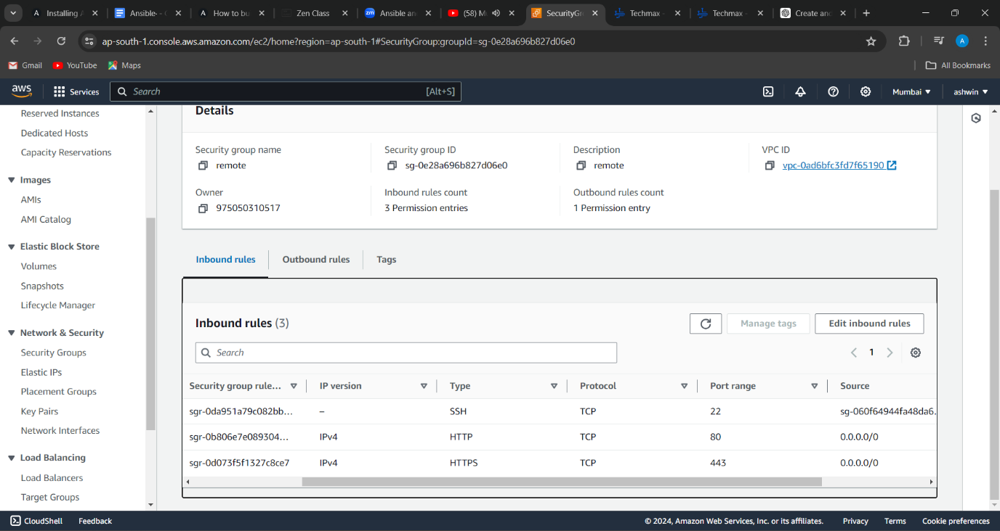 Installing A
Ansible- - G
How to bu
Zen Class
Ansible an
(58) M
SecurityGr
Techmax -
Techmax -
Create and
ap-south-1.console.aws.amazon.com/ec2/home?region=ap-south-1#SecurityGroup:groupId=sg-0e28a696b827d06e0
A
Gmail YouTube Maps All Bookmarks
aws Services Search [Alt+S] Mumbai ashwin
Reserved Instances
Dedicated Hosts
Capacity Reservations
Images
AMIs
AMI Catalog
Elastic Block Store
Volumes
Snapshots
Lifecycle Manager
Network & Security
Security Groups
Elastic IPs
Placement Groups
Key Pairs
Network Interfaces
Load Balancing
Load Balancers
Target Groups
Details
Security group name Security group ID Description VPC ID
remote sg-0e28a696b827d06e0 remote vpc-0ad6bfc3fd7f65190
Owner Inbound rules count Outbound rules count
975050310517 3 Permission entries 1 Permission entry
Inbound rules Outbound rules Tags
Inbound rules (3) Manage tags Edit inbound rules
Search 1
Security group rule... IP version Type Protocol Port range Source
sgr-0da951a79c082bb... – SSH TCP 22 sg-060f64944fa48da6.
sgr-0b806e7e089304... IPv4 HTTP TCP 80 0.0.0.0/0
sgr-0d073f5f1327c8ce7 IPv4 HTTPS TCP 443 0.0.0.0/0
CloudShell Feedback © 2024, Amazon Web Services, Inc. or its affiliates. Privacy Terms Cookie preferences